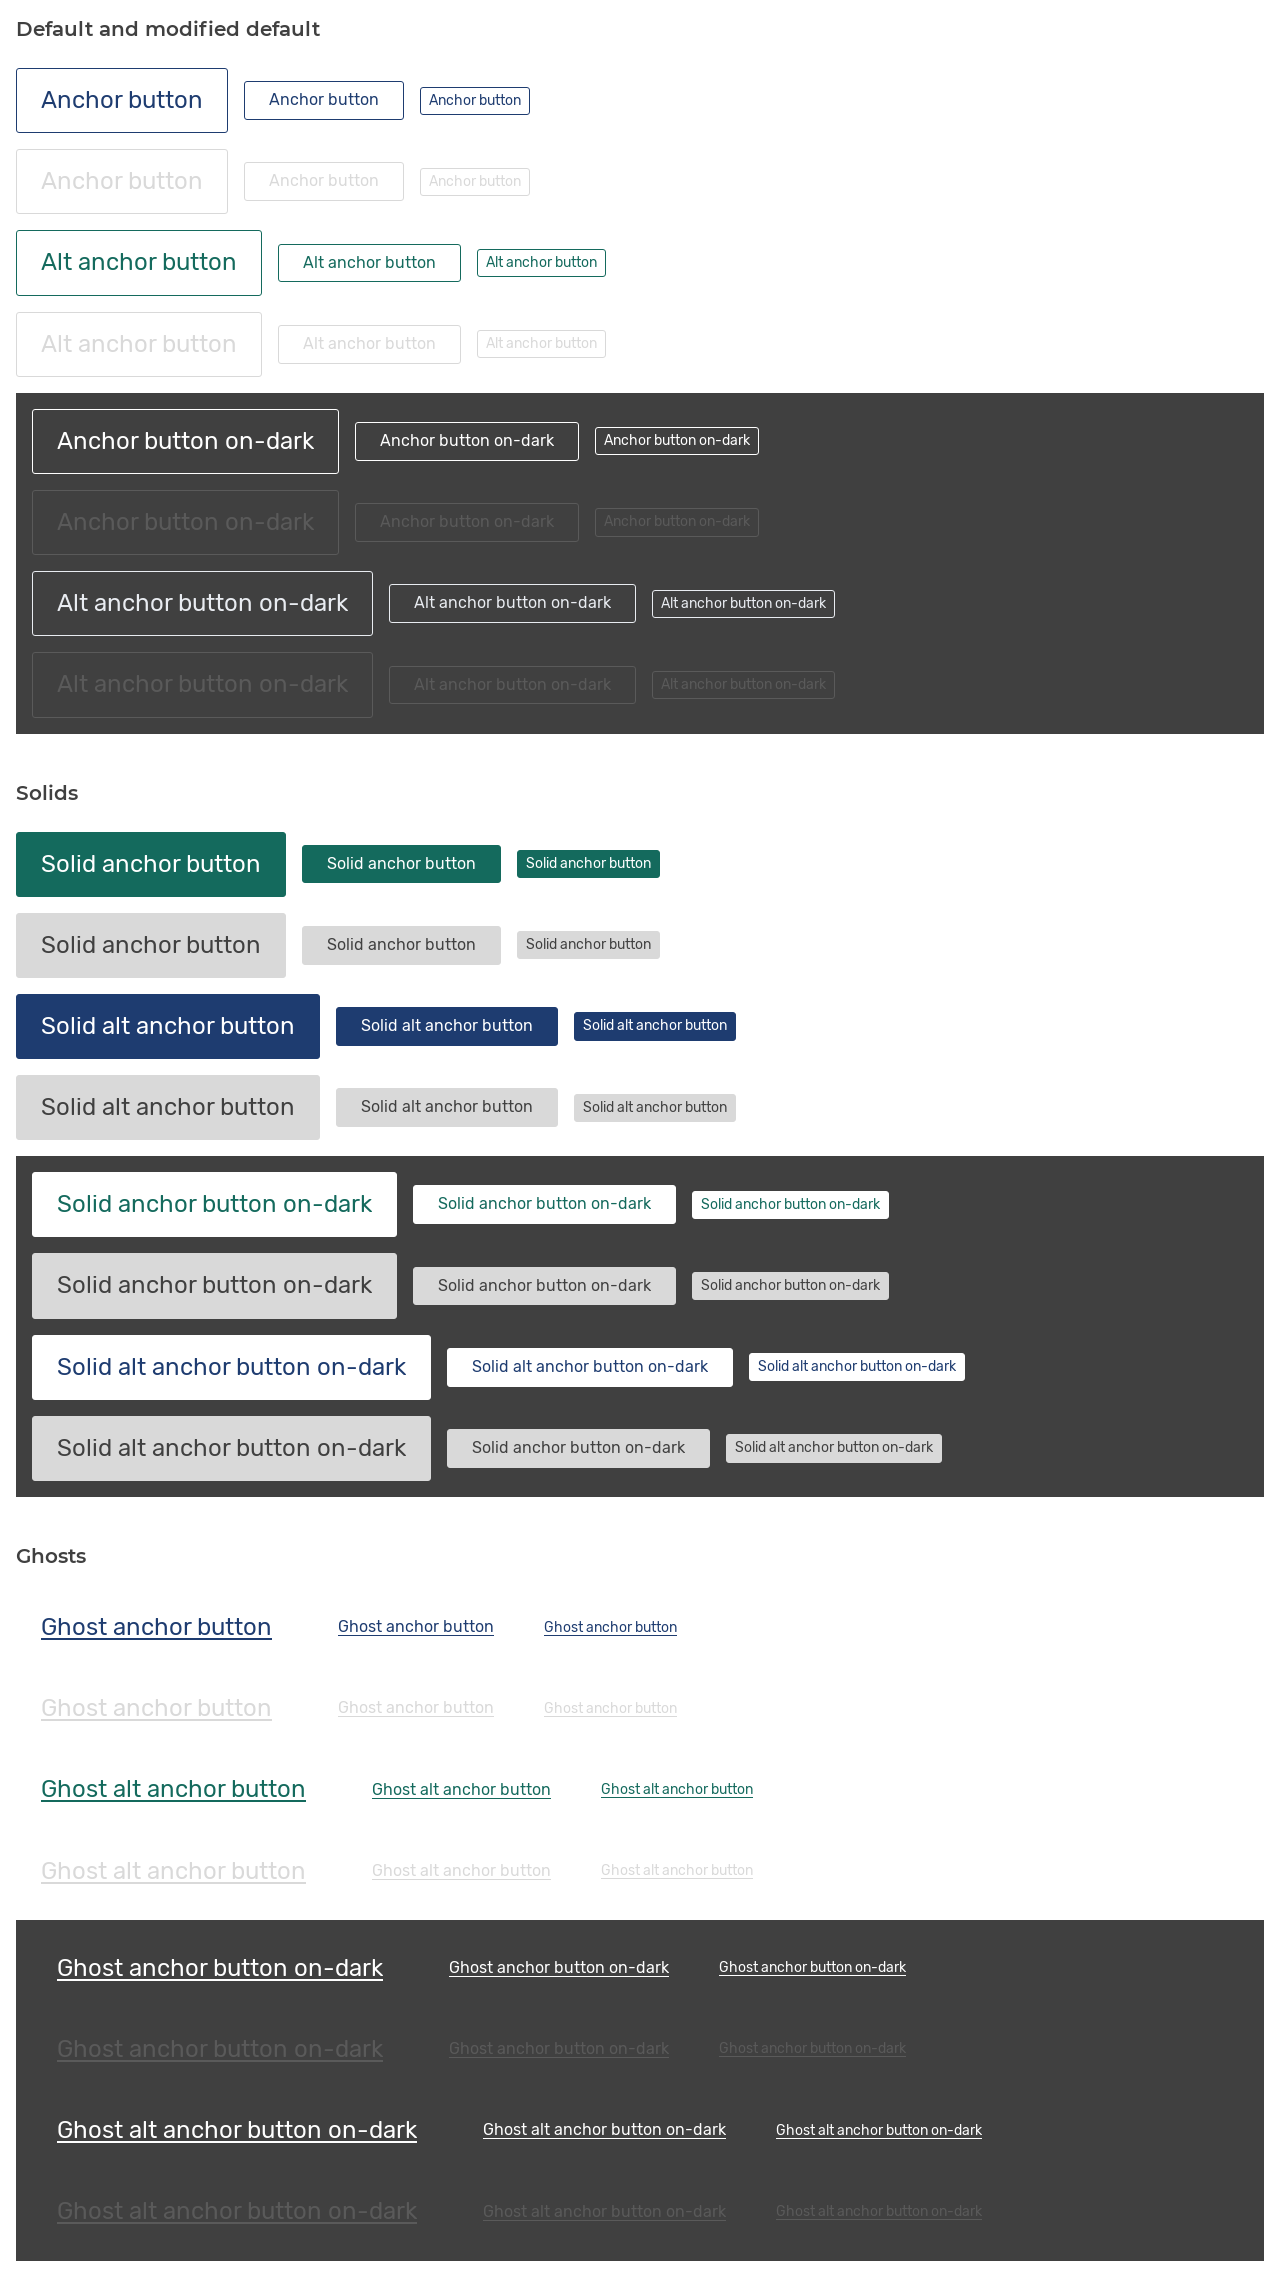 Default and modified default
Anchor button Anchor button Anchor button
Anchor button Anchor button Anchor button
Alt anchor button Alt anchor button Alt anchor button
Alt anchor button Alt anchor button Alt anchor button
Anchor button on-dark Anchor button on-dark Anchor button on-dark
Anchor button on-dark Anchor button on-dark Anchor button on-dark
Alt anchor button on-dark Alt anchor button on-dark Alt anchor button on-dark
Alt anchor button on-dark Alt anchor button on-dark Alt anchor button on-dark
Solids
Solid anchor button Solid anchor button Solid anchor button
Solid anchor button Solid anchor button Solid anchor button
Solid alt anchor button Solid alt anchor button Solid alt anchor button
Solid alt anchor button Solid alt anchor button Solid alt anchor button
Solid anchor button on-dark Solid anchor button on-dark Solid anchor button on-dark
Solid anchor button on-dark Solid anchor button on-dark Solid anchor button on-dark
Solid alt anchor button on-dark Solid alt anchor button on-dark Solid alt anchor button on-dark
Solid alt anchor button on-dark Solid anchor button on-dark Solid alt anchor button on-dark
Ghosts
Ghost anchor button Ghost anchor button Ghost anchor button
Ghost anchor button Ghost anchor button Ghost anchor button
Ghost alt anchor button Ghost alt anchor button Ghost alt anchor button
Ghost alt anchor button Ghost alt anchor button Ghost alt anchor button
Ghost anchor button on-dark Ghost anchor button on-dark Ghost anchor button on-dark
Ghost anchor button on-dark Ghost anchor button on-dark Ghost anchor button on-dark
Ghost alt anchor button on-dark Ghost alt anchor button on-dark Ghost alt anchor button on-dark
Ghost alt anchor button on-dark Ghost alt anchor button on-dark Ghost alt anchor button on-dark